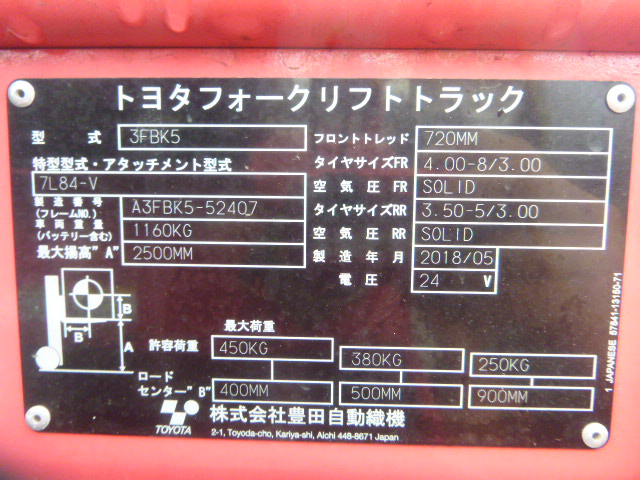 トヨタフォークリフトトラック
型式 3FBK5
特型型式・アタッチメント型式
7L84-V
製造番号(フレームNO.) A3FBK5-52407
車両重量(バッテリー含む) 1160KG
最大揚高"A" 2500MM
フロントトレッド 720MM
タイヤサイズFR 4.00-8/3.00
空気圧FR SOLID
タイヤサイズRR 3.50-5/3.00
空気圧RR SOLID
製造年月 2018/05
電圧 24 V
B
B
A
最大荷重
許容荷重 450KG 380KG 250KG
ロード
センター"B" 400MM 500MM 900MM
TOYOTA
株式会社豊田自動織機
2-1, Toyoda-cho, Kariya-shi, Aichi 448-8671 Japan
1 JAPANESE 57841-13160-71